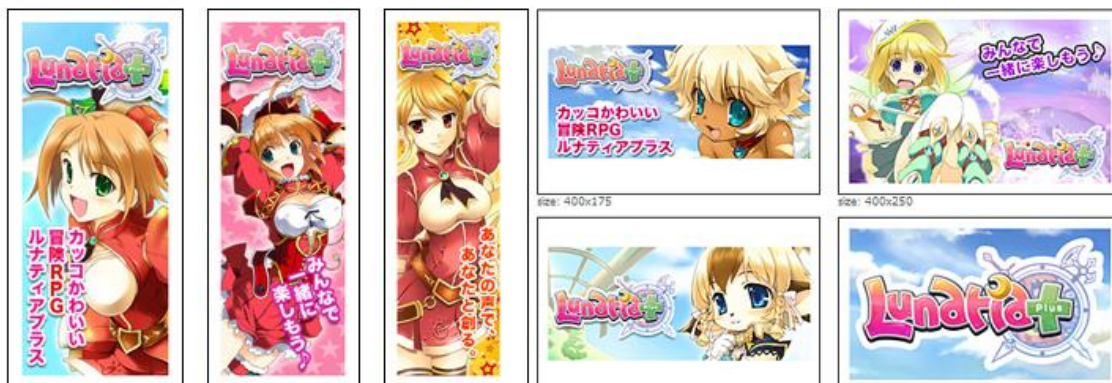 Lunatia+
カッコかわいい
冒険RPG
ルナティアプラス
Lunatia+
みんなで
一緒に
楽しもう♪
Lunatia+
あなたの声で、
あなたと創る。
Lunatia+
カッコかわいい
冒険RPG
ルナティアプラス
size: 400x175
みんなで
一緒に楽しもう♪
Lunatia+
size: 400x250
Lunatia+
Lunatia+
Plus